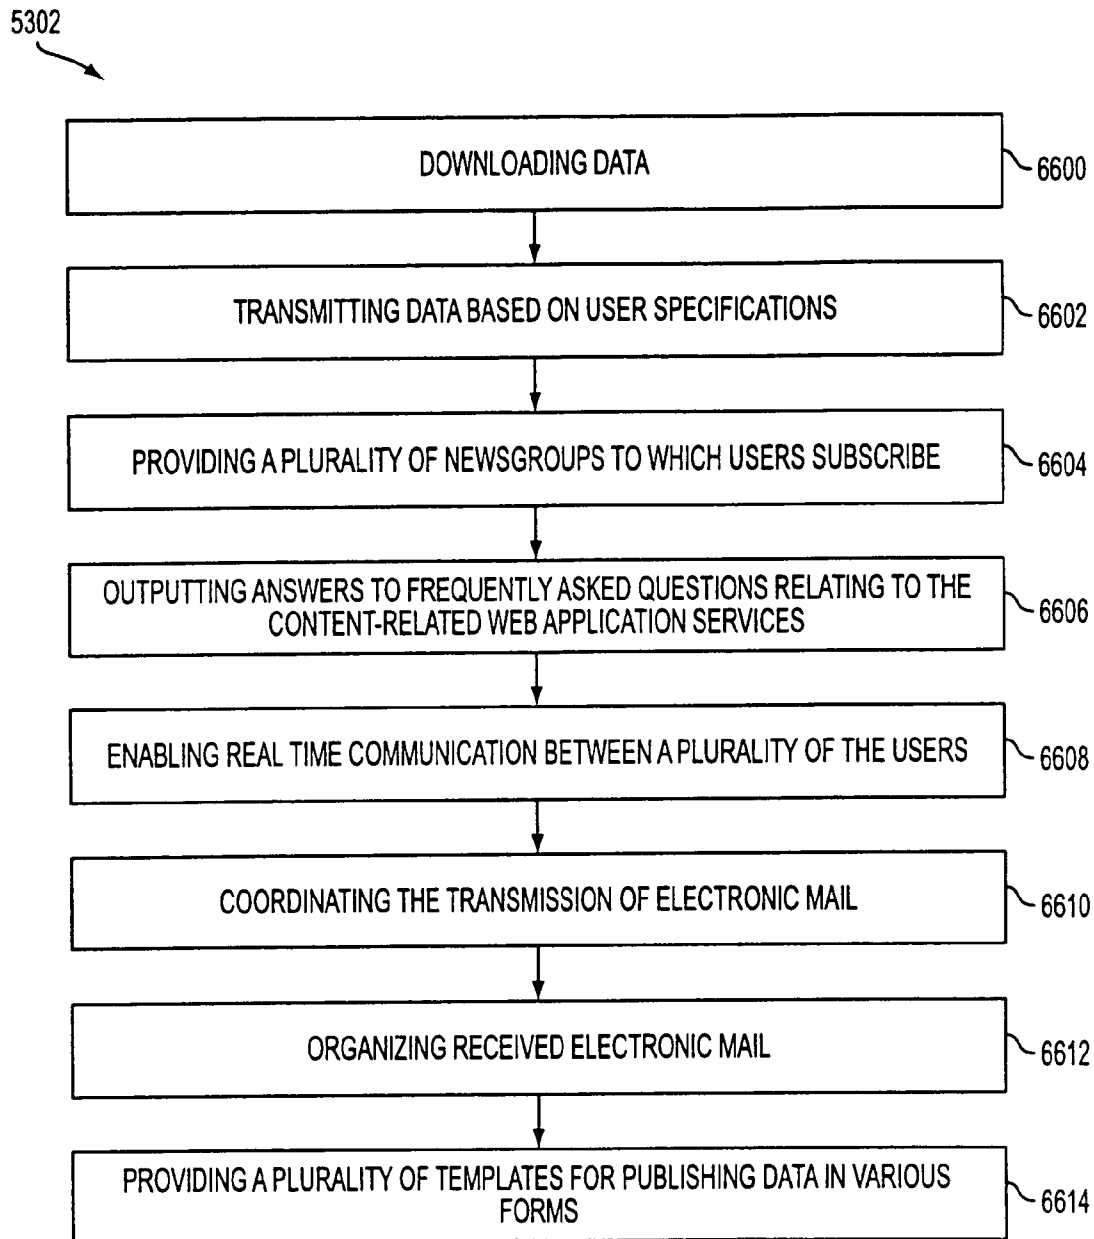 5302
DOWNLOADING DATA
6600
TRANSMITTING DATA BASED ON USER SPECIFICATIONS
6602
PROVIDING A PLURALITY OF NEWSGROUPS TO WHICH USERS SUBSCRIBE
6604
OUTPUTTING ANSWERS TO FREQUENTLY ASKED QUESTIONS RELATING TO THE
CONTENT-RELATED WEB APPLICATION SERVICES
6606
ENABLING REAL TIME COMMUNICATION BETWEEN A PLURALITY OF THE USERS
6608
COORDINATING THE TRANSMISSION OF ELECTRONIC MAIL
6610
ORGANIZING RECEIVED ELECTRONIC MAIL
6612
PROVIDING A PLURALITY OF TEMPLATES FOR PUBLISHING DATA IN VARIOUS
FORMS
6614